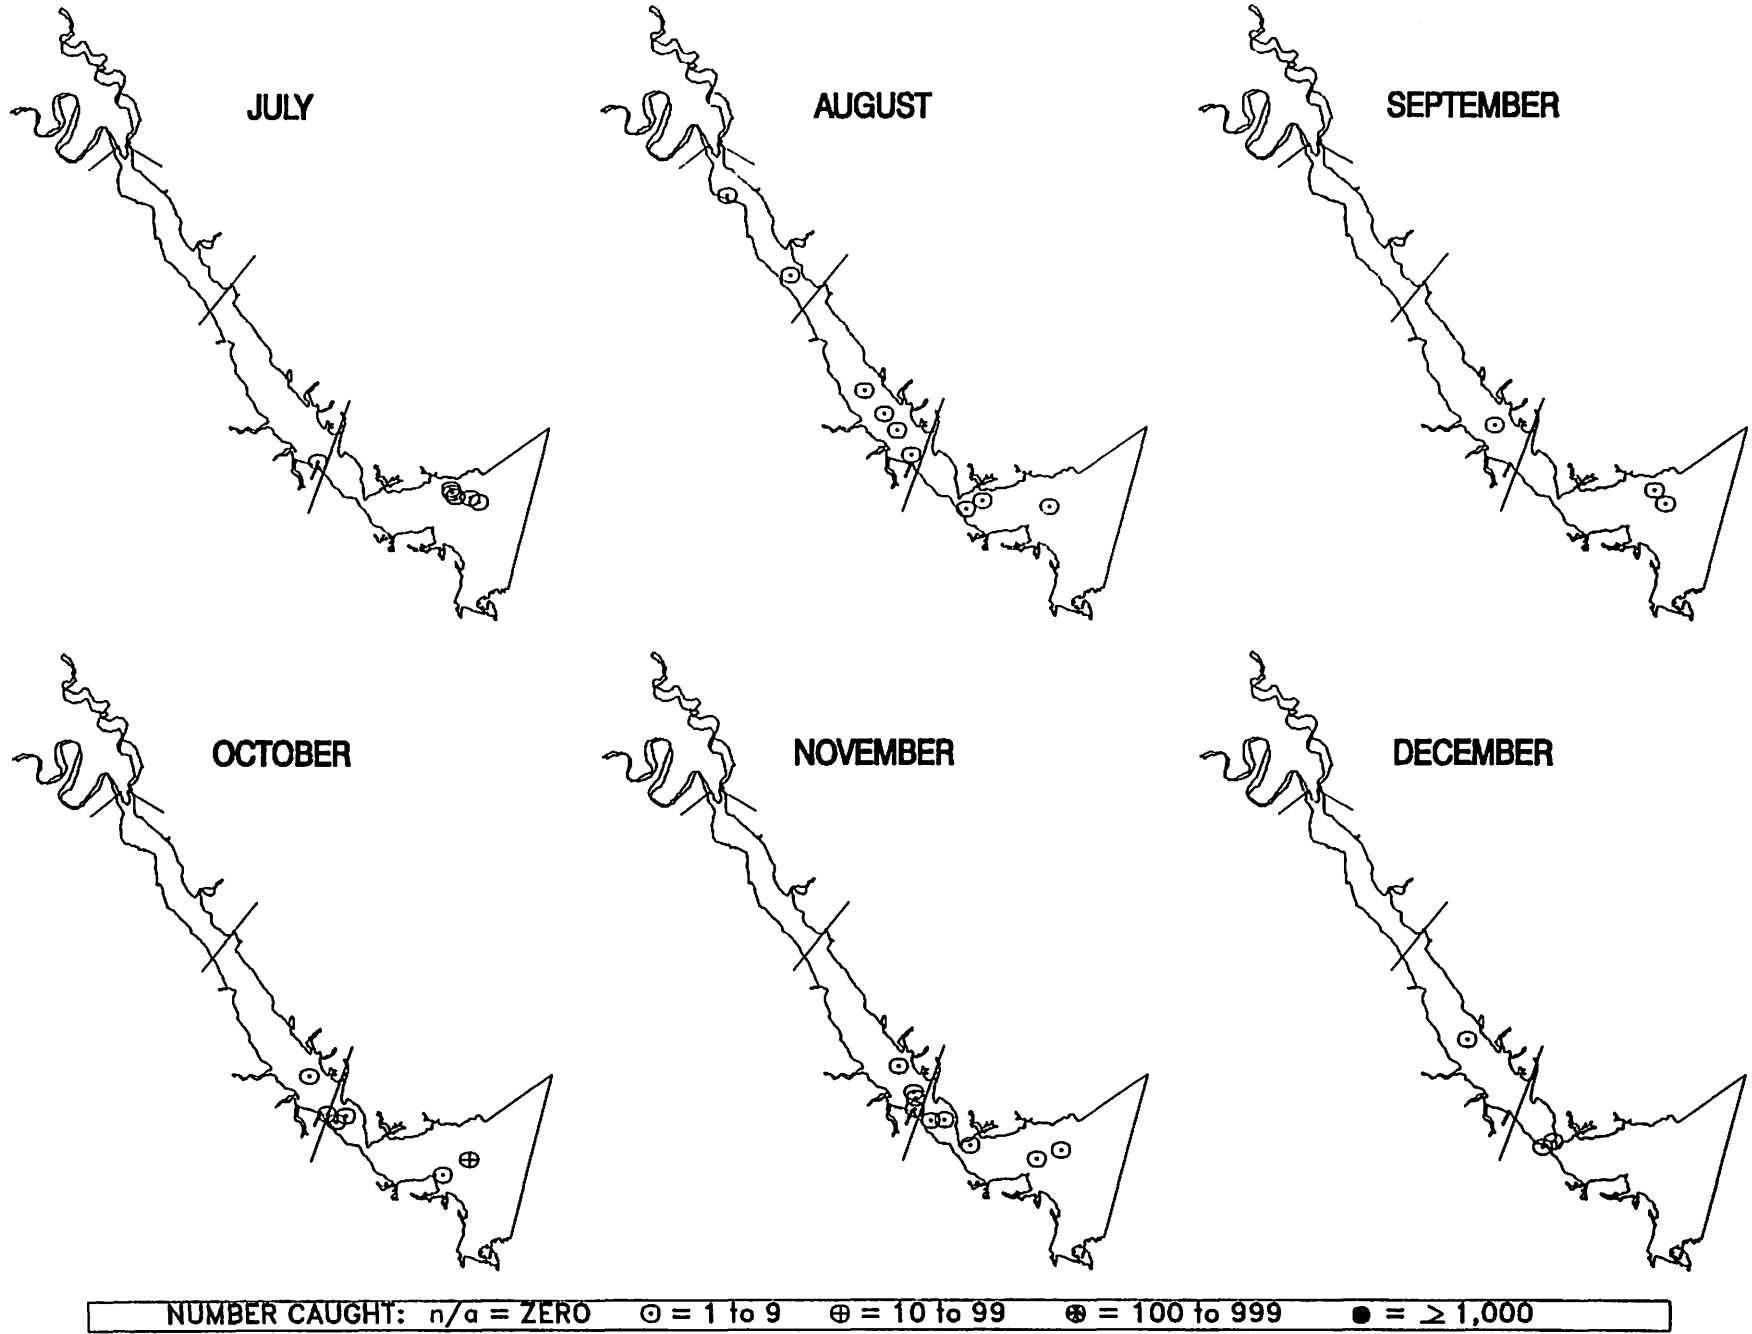 JULY
AUGUST
SEPTEMBER
OCTOBER
NOVEMBER
DECEMBER
NUMBER CAUGHT: n/a = ZERO ⊙ = 1 to 9 ⊕ = 10 to 99 ⊛ = 100 to 999 ● = ≥ 1,000